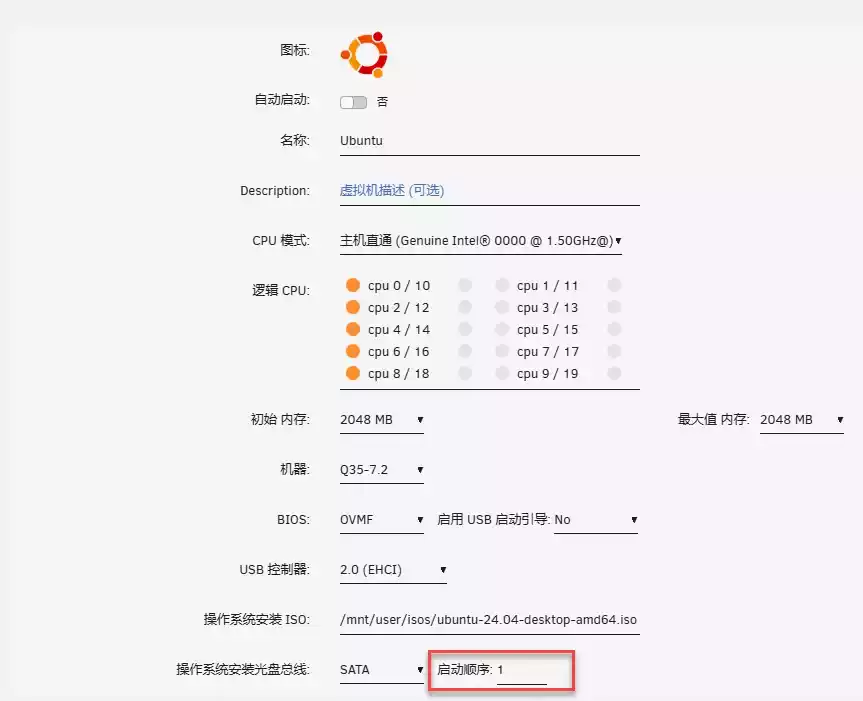 图标:
自动启动: 否
名称: Ubuntu
Description: 虚拟机描述 (可选)
CPU 模式: 主机直通 (Genuine Intel® 0000 @ 1.50GHz@)
逻辑 CPU: cpu 0 / 10 cpu 1 / 11
cpu 2 / 12 cpu 3 / 13
cpu 4 / 14 cpu 5 / 15
cpu 6 / 16 cpu 7 / 17
cpu 8 / 18 cpu 9 / 19
初始 内存: 2048 MB 最大值 内存: 2048 MB
机器: Q35-7.2
BIOS: OVMF 启用 USB 启动引导: No
USB 控制器: 2.0 (EHCI)
操作系统安装 ISO: /mnt/user/isos/ubuntu-24.04-desktop-amd64.iso
操作系统安装光盘总线: SATA 启动顺序: 1